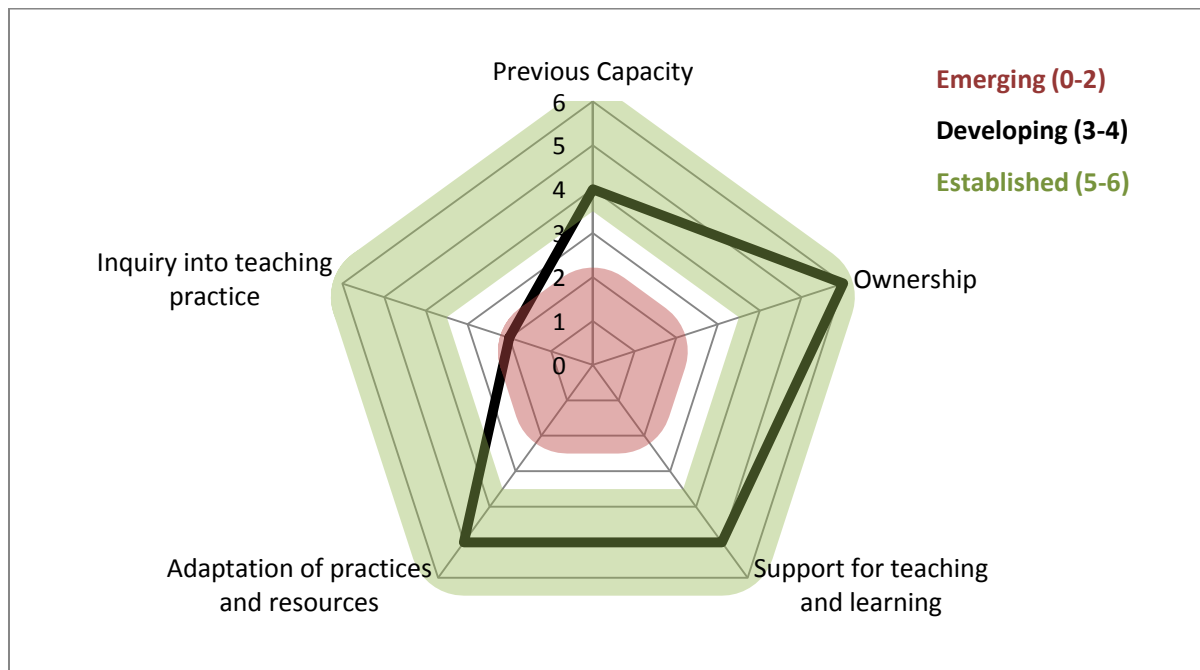 Previous Capacity
Emerging (0-2)
Developing (3-4)
Established (5-6)
6
5
4
3
2
1
0
Inquiry into teaching
practice
Ownership
Adaptation of practices
and resources
Support for teaching
and learning